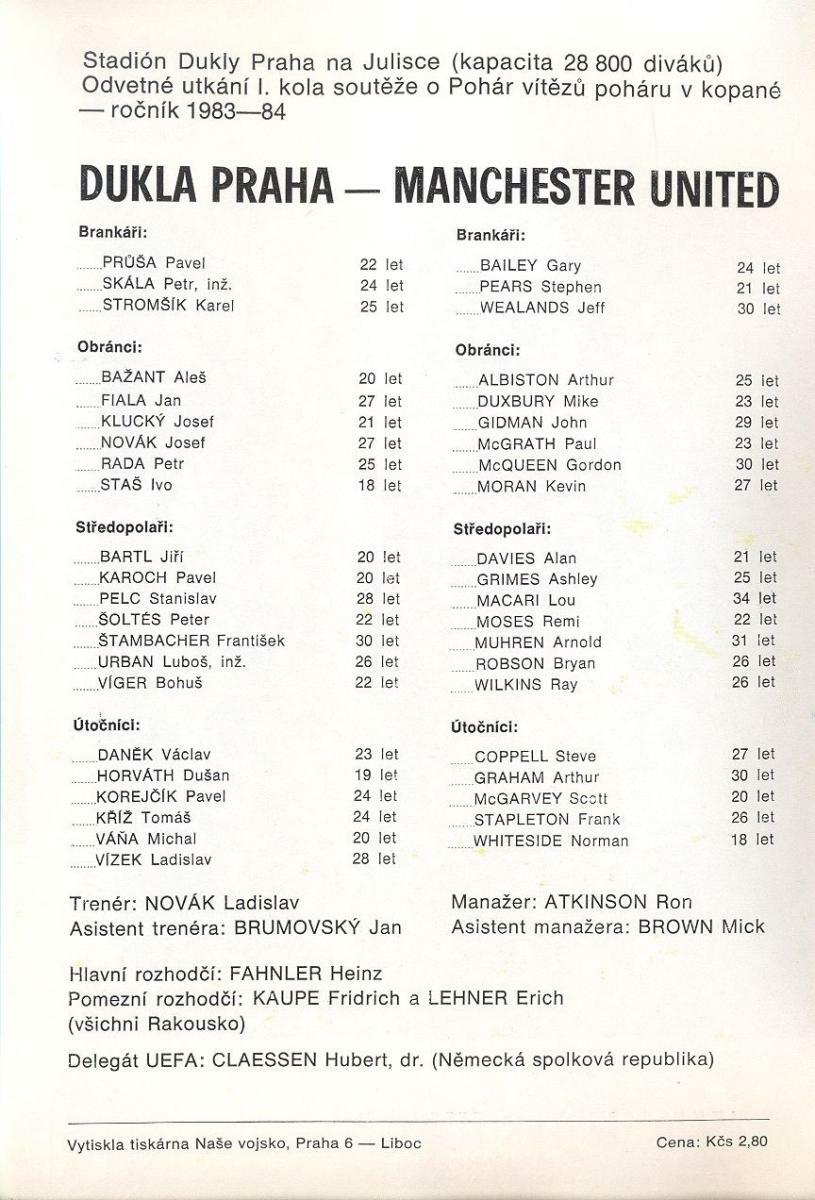 Stadión Dukly Praha na Julisce (kapacita 28 800 diváků)
Odvetné utkání I. kola soutěže o Pohár vítězů poháru v kopané
— ročník 1983—84
DUKLA PRAHA — MANCHESTER UNITED
Brankáři:
........PRŮŠA Pavel 22 let
........SKÁLA Petr, inž. 24 let
........STROMŠÍK Karel 25 let
Obránci:
........BAŽANT Aleš 20 let
........FIALA Jan 27 let
........KLUCKÝ Josef 21 let
........NOVÁK Josef 27 let
........RADA Petr 25 let
........STAŠ Ivo 18 let
Středopolaři:
........BARTL Jiří 20 let
........KAROCH Pavel 20 let
........PELC Stanislav 28 let
........ŠOLTÉS Peter 22 let
........ŠTAMBACHER František 30 let
........URBAN Luboš, inž. 26 let
........VÍGER Bohuš 22 let
Útočníci:
........DANĚK Václav 23 let
........HORVÁTH Dušan 19 let
........KOREJČÍK Pavel 24 let
........KŘÍŽ Tomáš 24 let
........VÁŇA Michal 20 let
........VÍZEK Ladislav 28 let
Trenér: NOVÁK Ladislav
Asistent trenéra: BRUMOVSKÝ Jan
Brankáři:
........BAILEY Gary 24 let
........PEARS Stephen 21 let
........WEALANDS Jeff 30 let
Obránci:
........ALBISTON Arthur 25 let
........DUXBURY Mike 23 let
........GIDMAN John 29 let
........McGRATH Paul 23 let
........McQUEEN Gordon 30 let
........MORAN Kevin 27 let
Středopolaři:
........DAVIES Alan 21 let
........GRIMES Ashley 25 let
........MACARI Lou 34 let
........MOSES Remi 22 let
........MUHREN Arnold 31 let
........ROBSON Bryan 26 let
........WILKINS Ray 26 let
Útočníci:
........COPPELL Steve 27 let
........GRAHAM Arthur 30 let
........McGARVEY Scott 20 let
........STAPLETON Frank 26 let
........WHITESIDE Norman 18 let
Manažer: ATKINSON Ron
Asistent manažera: BROWN Mick
Hlavní rozhodčí: FAHNLER Heinz
Pomezní rozhodčí: KAUPE Fridrich a LEHNER Erich
(všichni Rakousko)
Delegát UEFA: CLAESSEN Hubert, dr. (Německá spolková republika)
Vytiskla tiskárna Naše vojsko, Praha 6 — Liboc
Cena: Kčs 2,80